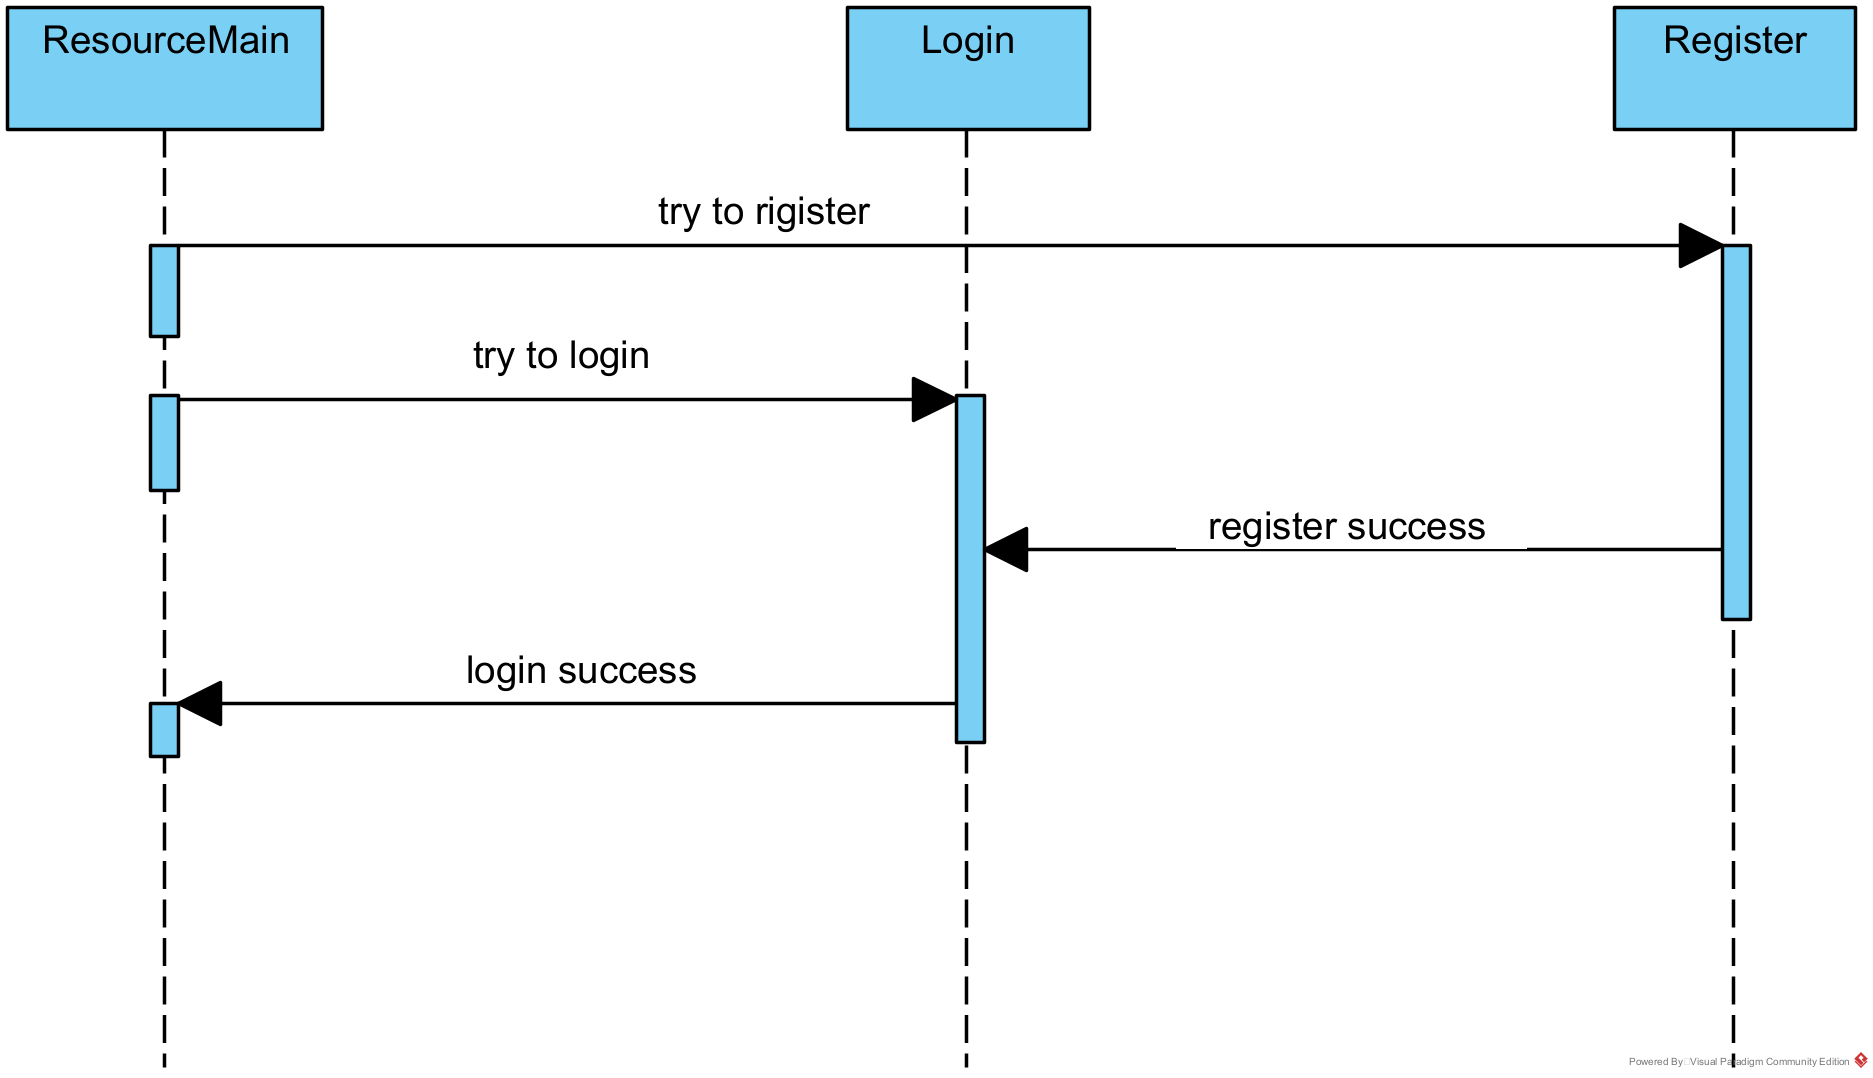 ResourceMain
Login
Register
try to rigister
try to login
register success
login success
Powered By Visual Paradigm Community Edition